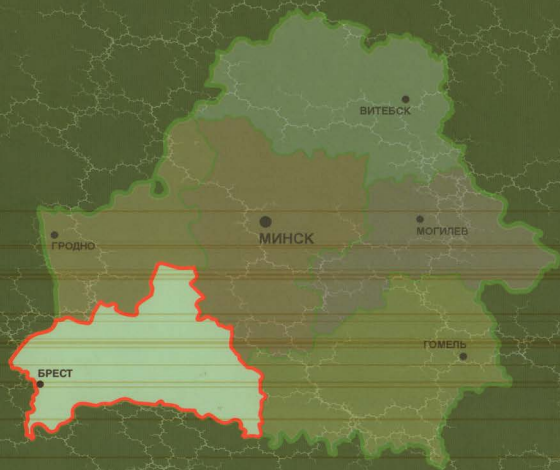 ВИТЕБСК
МОГИЛЕВ
МИНСК
ГРОДНО
ГОМЕЛЬ
БРЕСТ